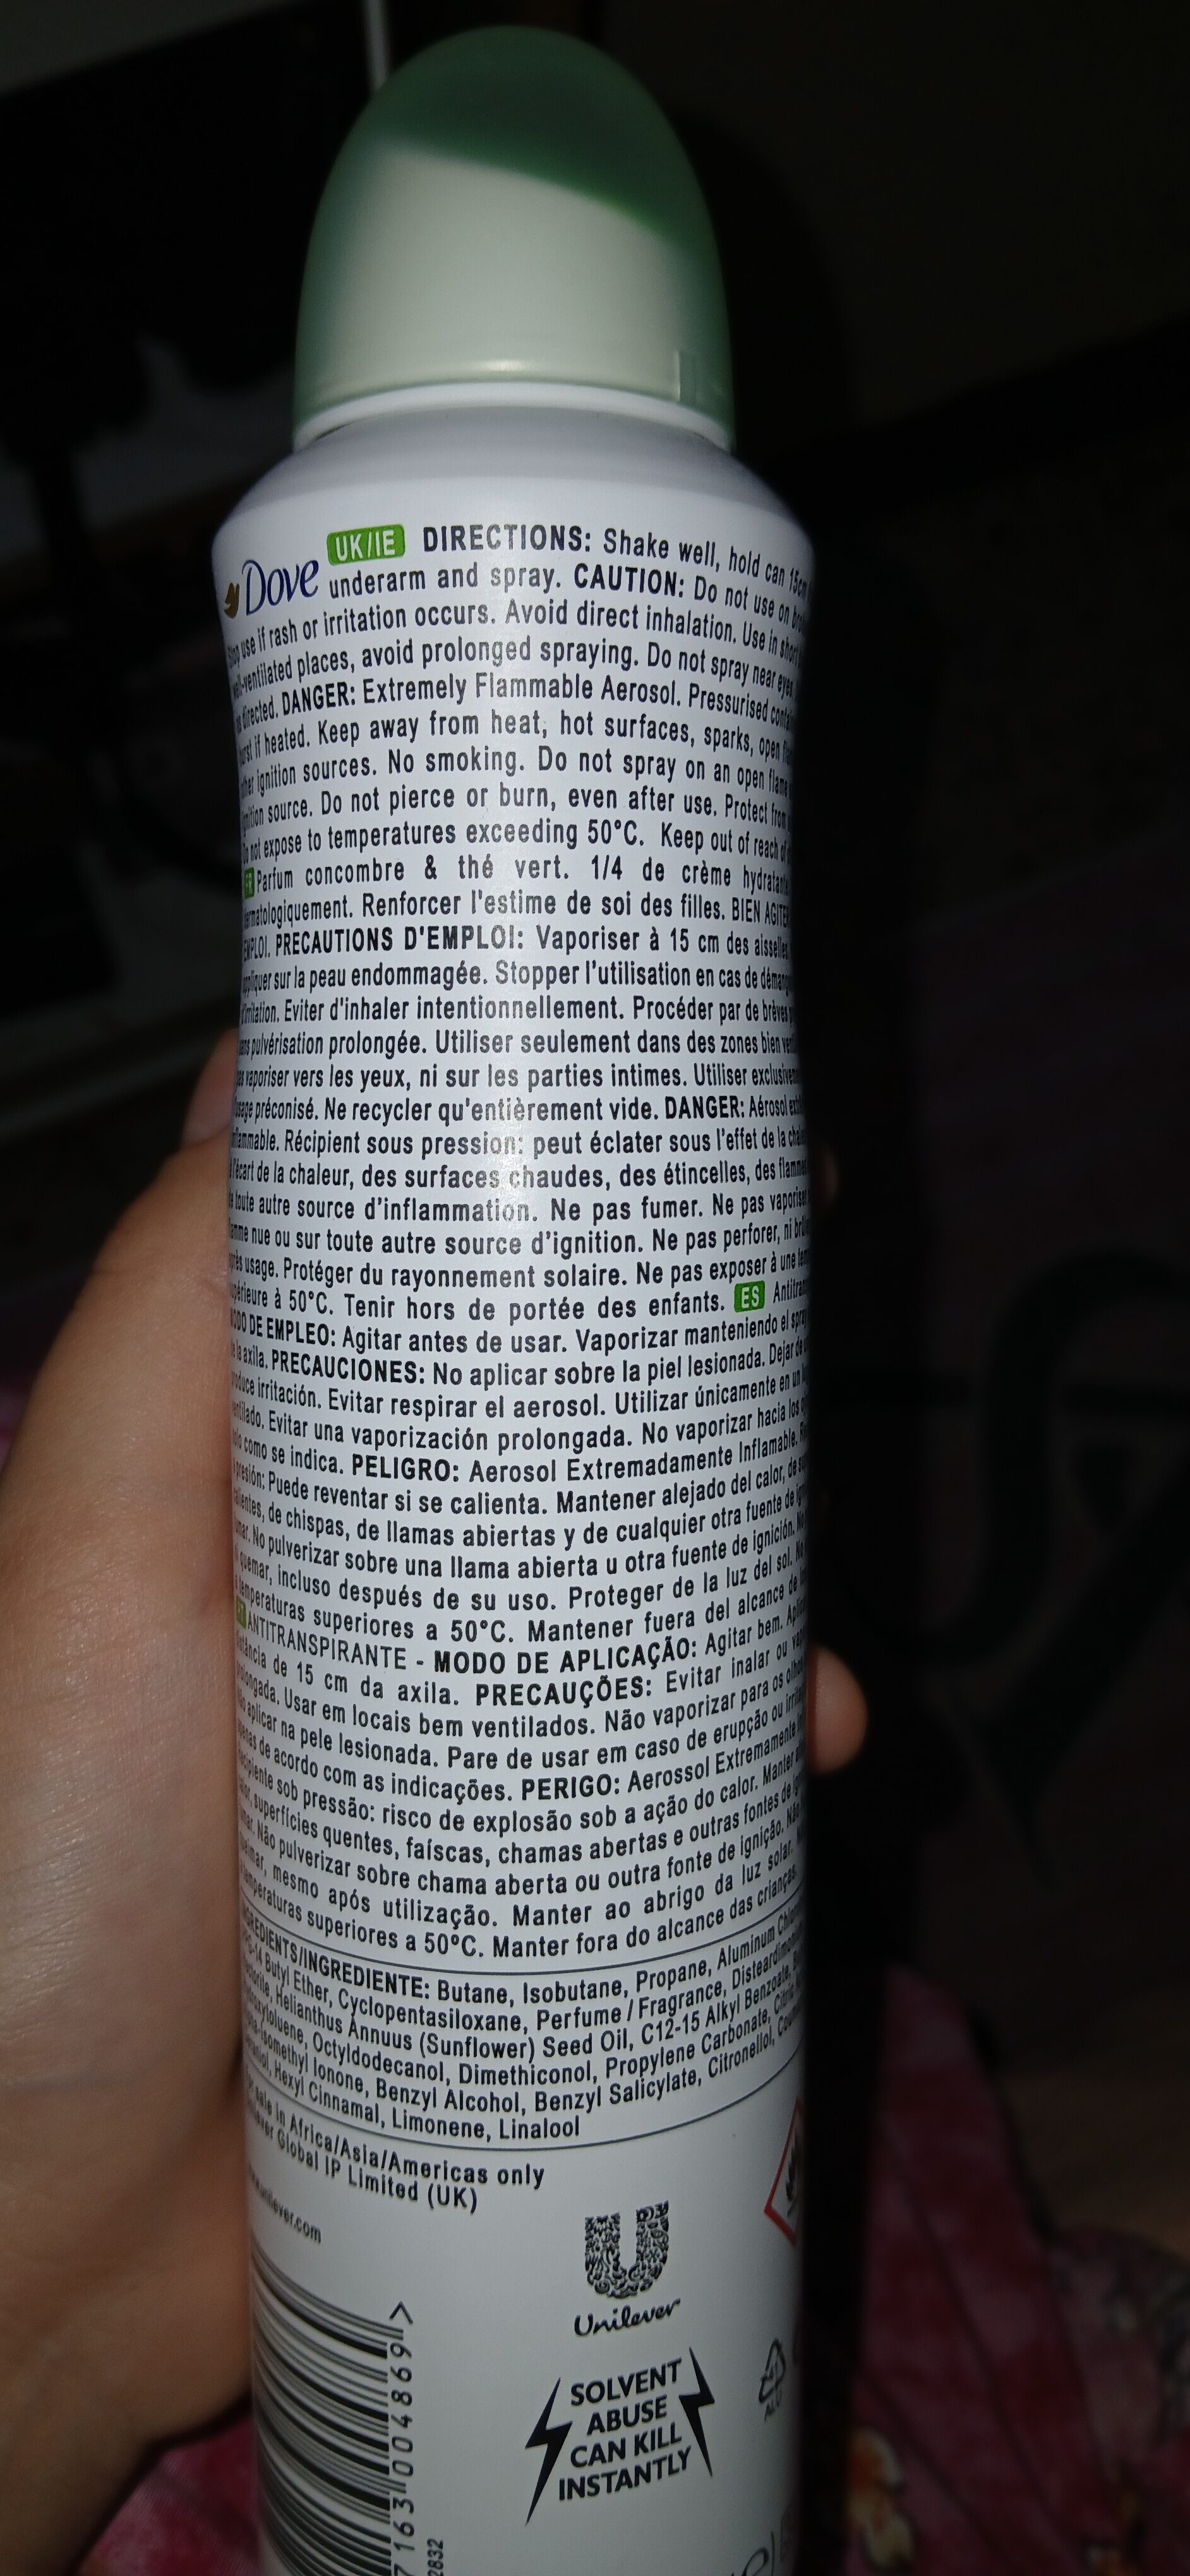 Dove UK/IE DIRECTIONS: Shake well, hold can 15cm
underarm and spray. CAUTION: Do not use on
use if rash or irritation occurs. Avoid direct inhalation. Use in short
well-ventilated places, avoid prolonged spraying. Do not spray near eyes
directed. DANGER: Extremely Flammable Aerosol. Pressurised
if heated. Keep away from heat, hot surfaces, sparks, open
ignition sources. No smoking. Do not spray on an open flame
source. Do not pierce or burn, even after use. Protect from
not expose to temperatures exceeding 50°C. Keep out of reach of
FR Parfum concombre & thé vert. 1/4 de crème
Renforcer l'estime de soi des filles. BIEN AGITER
PRECAUTIONS D'EMPLOI: Vaporiser à 15 cm des aisselles.
sur la peau endommagée. Stopper l'utilisation en cas de
Eviter d'inhaler intentionnellement. Procéder par de brèves
pulvérisation prolongée. Utiliser seulement dans des zones bien
vaporiser vers les yeux, ni sur les parties intimes. Utiliser
préconisé. Ne recycler qu'entièrement vide. DANGER: Aérosol
Récipient sous pression: peut éclater sous l'effet de la
l'écart de la chaleur, des surfaces chaudes, des étincelles, des
toute autre source d'inflammation. Ne pas fumer. Ne pas vaporiser
nue ou sur toute autre source d'ignition. Ne pas perforer, ni
usage. Protéger du rayonnement solaire. Ne pas exposer à une
à 50°C. Tenir hors de portée des enfants. ES
DE EMPLEO: Agitar antes de usar. Vaporizar manteniendo el spray
la axila. PRECAUCIONES: No aplicar sobre la piel lesionada. Dejar de
irritación. Evitar respirar el aerosol. Utilizar únicamente en un
Evitar una vaporización prolongada. No vaporizar hacia los
como se indica. PELIGRO: Aerosol Extremadamente Inflamable.
presión: Puede reventar si se calienta. Mantener alejado del calor, de
de chispas, de llamas abiertas y de cualquier otra fuente de
No pulverizar sobre una llama abierta u otra fuente de ignición. No
quemar, incluso después de su uso. Proteger de la luz del sol. No
temperaturas superiores a 50°C. Mantener fuera del alcance de
ANTITRANSPIRANTE - MODO DE APLICAÇÃO: Agitar bem.
de 15 cm da axila. PRECAUÇÕES: Evitar inalar ou
Usar em locais bem ventilados. Não vaporizar para os olhos
aplicar na pele lesionada. Pare de usar em caso de erupção ou
de acordo com as indicações. PERIGO: Aerossol Extremamente
sob pressão: risco de explosão sob a ação do calor. Manter
superfícies quentes, faíscas, chamas abertas e outras fontes de
Não pulverizar sobre chama aberta ou outra fonte de ignição.
mesmo após utilização. Manter ao abrigo da luz solar.
temperaturas superiores a 50°C. Manter fora do alcance das crianças.
INGREDIENTS/INGREDIENTE: Butane, Isobutane, Propane, Aluminum
Butyl Ether, Cyclopentasiloxane, Perfume / Fragrance,
Helianthus Annuus (Sunflower) Seed Oil, C12-15 Alkyl Benzoate,
Octyldodecanol, Dimethiconol, Propylene Carbonate,
Ionone, Benzyl Alcohol, Benzyl Salicylate, Citronellol,
Hexyl Cinnamal, Limonene, Linalool
sale in Africa/Asia/Americas only
Global IP Limited (UK)
unilever.com
Unilever
SOLVENT
ABUSE
CAN KILL
INSTANTLY
41
ALU
7163004869
2832